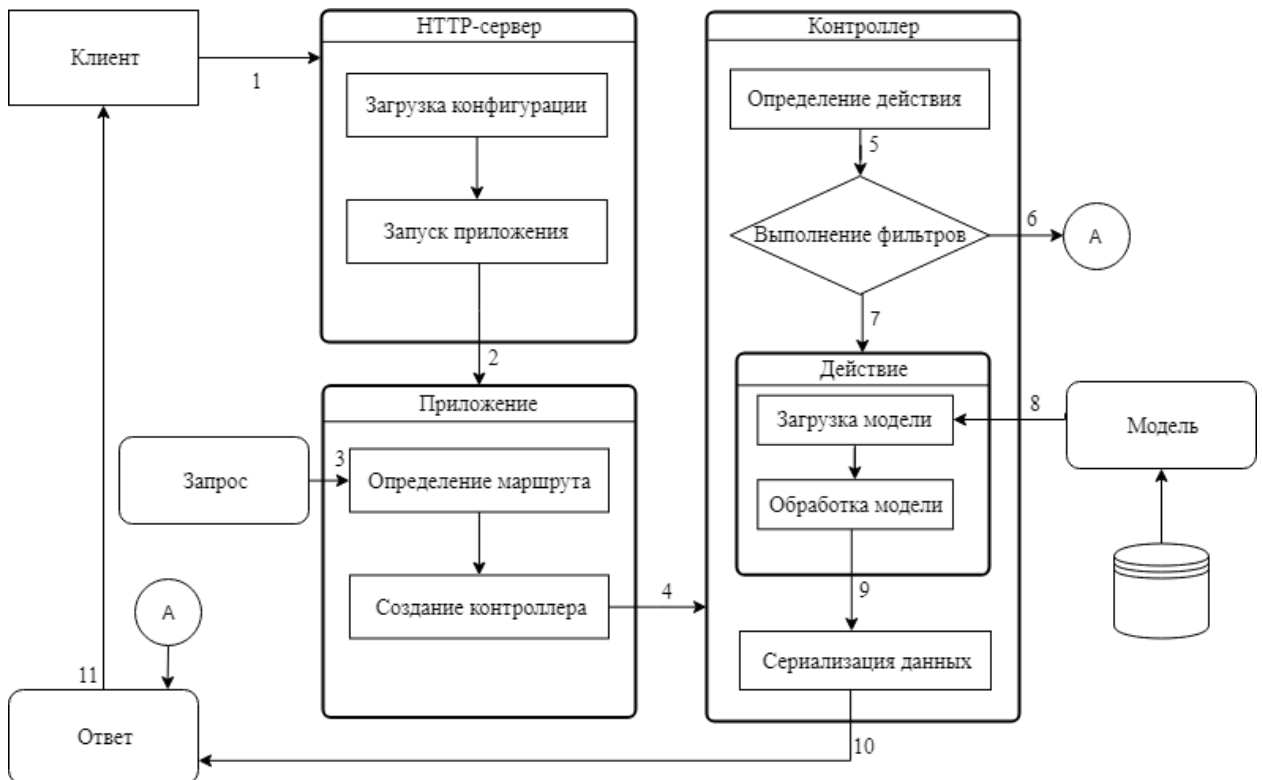 Клиент
1
HTTP-сервер
Загрузка конфигурации
Запуск приложения
2
Приложение
Запрос
3
Определение маршрута
Создание контроллера
4
Контроллер
Определение действия
5
Выполнение фильтров
6
А
7
Действие
Загрузка модели
8
Модель
Обработка модели
9
Сериализация данных
10
А
Ответ
11